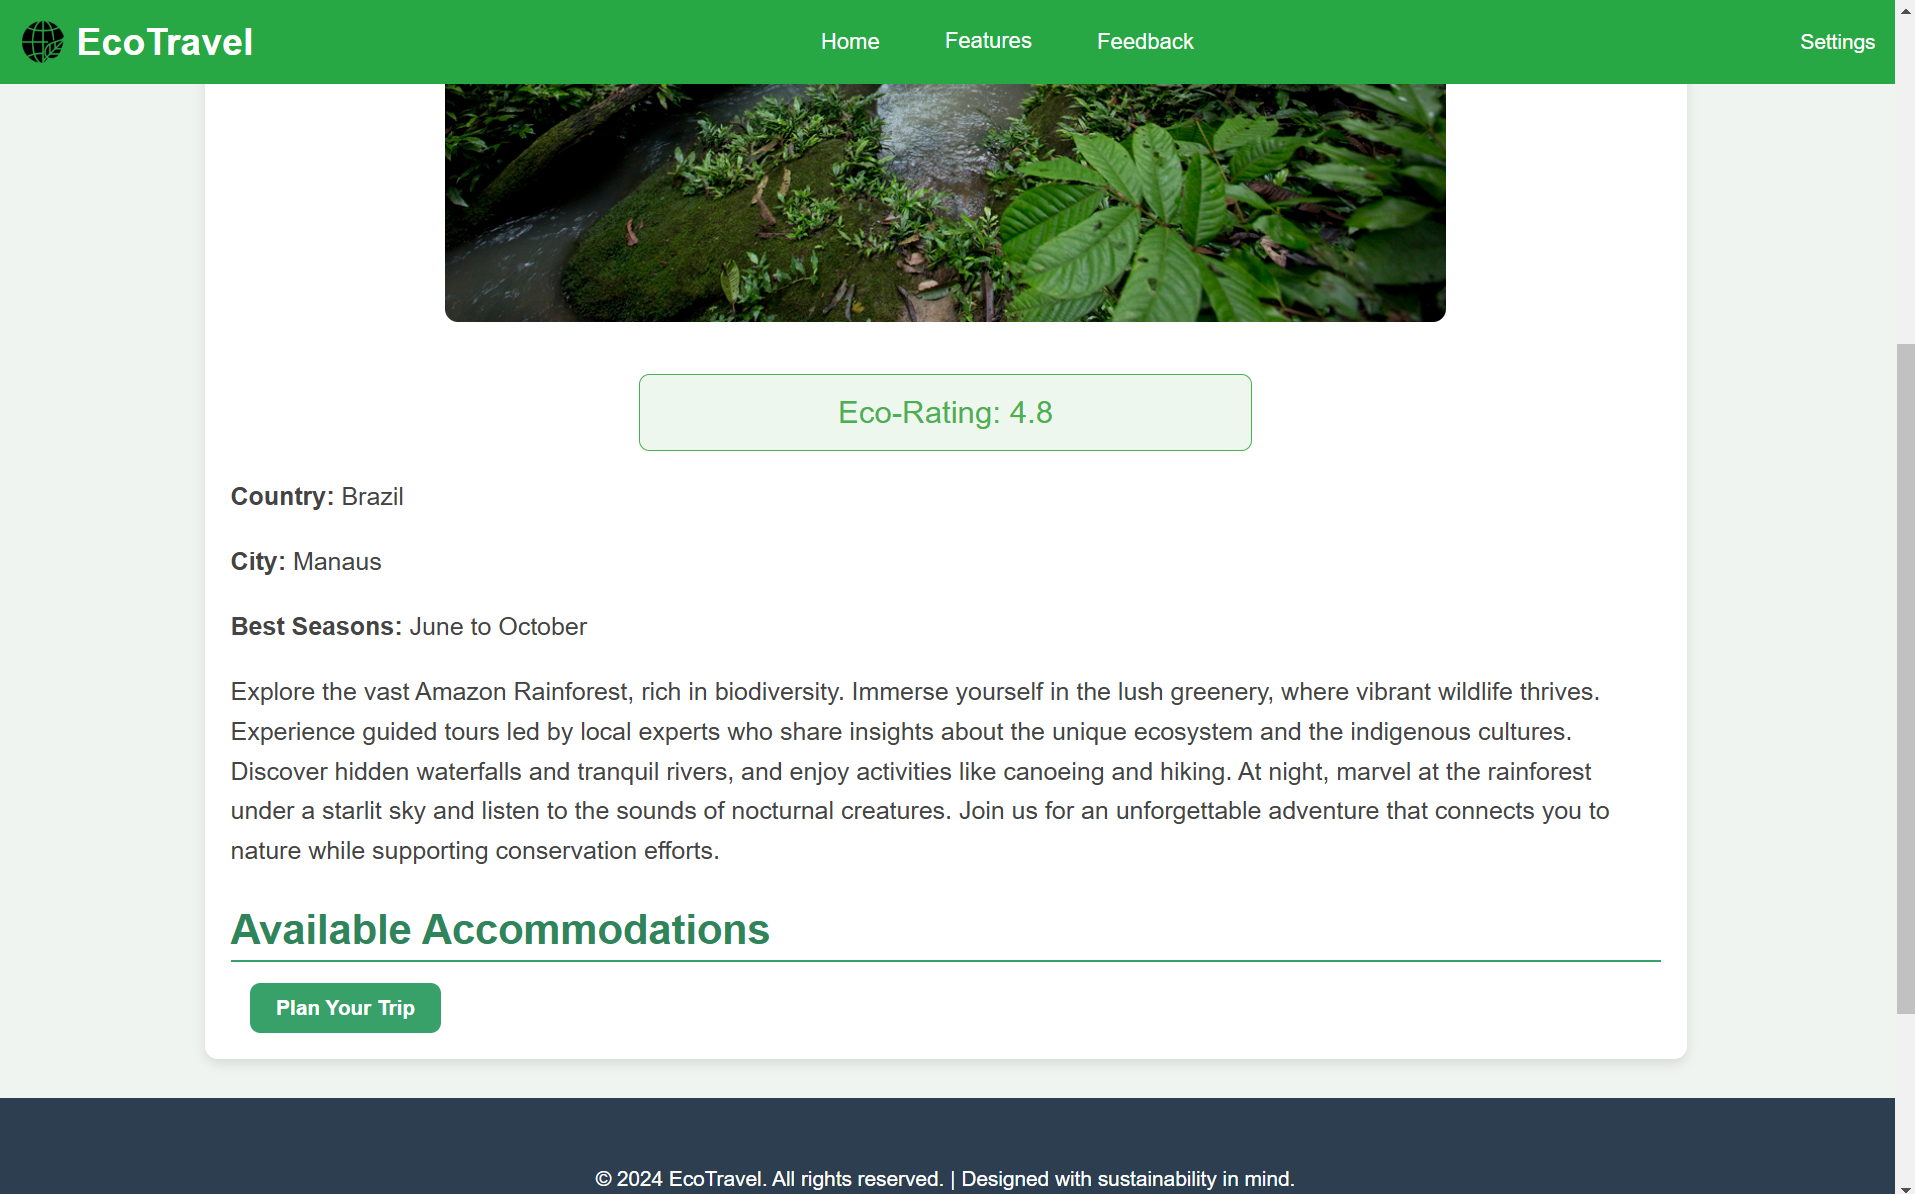 EcoTravel
Home
Features
Feedback
Settings
Eco-Rating: 4.8
Country: Brazil
City: Manaus
Best Seasons: June to October
Explore the vast Amazon Rainforest, rich in biodiversity. Immerse yourself in the lush greenery, where vibrant wildlife thrives.
Experience guided tours led by local experts who share insights about the unique ecosystem and the indigenous cultures.
Discover hidden waterfalls and tranquil rivers, and enjoy activities like canoeing and hiking. At night, marvel at the rainforest
under a starlit sky and listen to the sounds of nocturnal creatures. Join us for an unforgettable adventure that connects you to
nature while supporting conservation efforts.
Available Accommodations
Plan Your Trip
© 2024 EcoTravel. All rights reserved. | Designed with sustainability in mind.